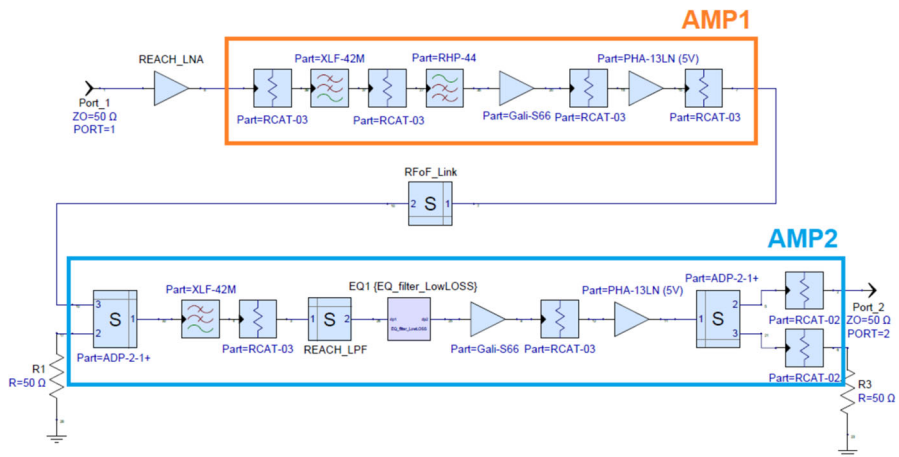 AMP1
REACH_LNA
Part=XLF-42M
Part=RHP-44
Part=PHA-13LN (5V)
Port_1
ZO=50 Ω
PORT=1
Part=RCAT-03
Part=RCAT-03
Part=Gali-S66
Part=RCAT-03
Part=RCAT-03
RFoF_Link
2 S 1
AMP2
Part=XLF-42M
EQ1 {EQ_filter_LowLOSS}
Part=PHA-13LN (5V)
Part=ADP-2-1+
3
S 1
2
1 S 2
EQ_filter_LowLOSS
2
1 S
3
Part=RCAT-02
Port_2
ZO=50 Ω
PORT=2
Part=ADP-2-1+
Part=RCAT-03
REACH_LPF
Part=Gali-S66
Part=RCAT-03
Part=RCAT-02
R1
R=50 Ω
R3
R=50 Ω